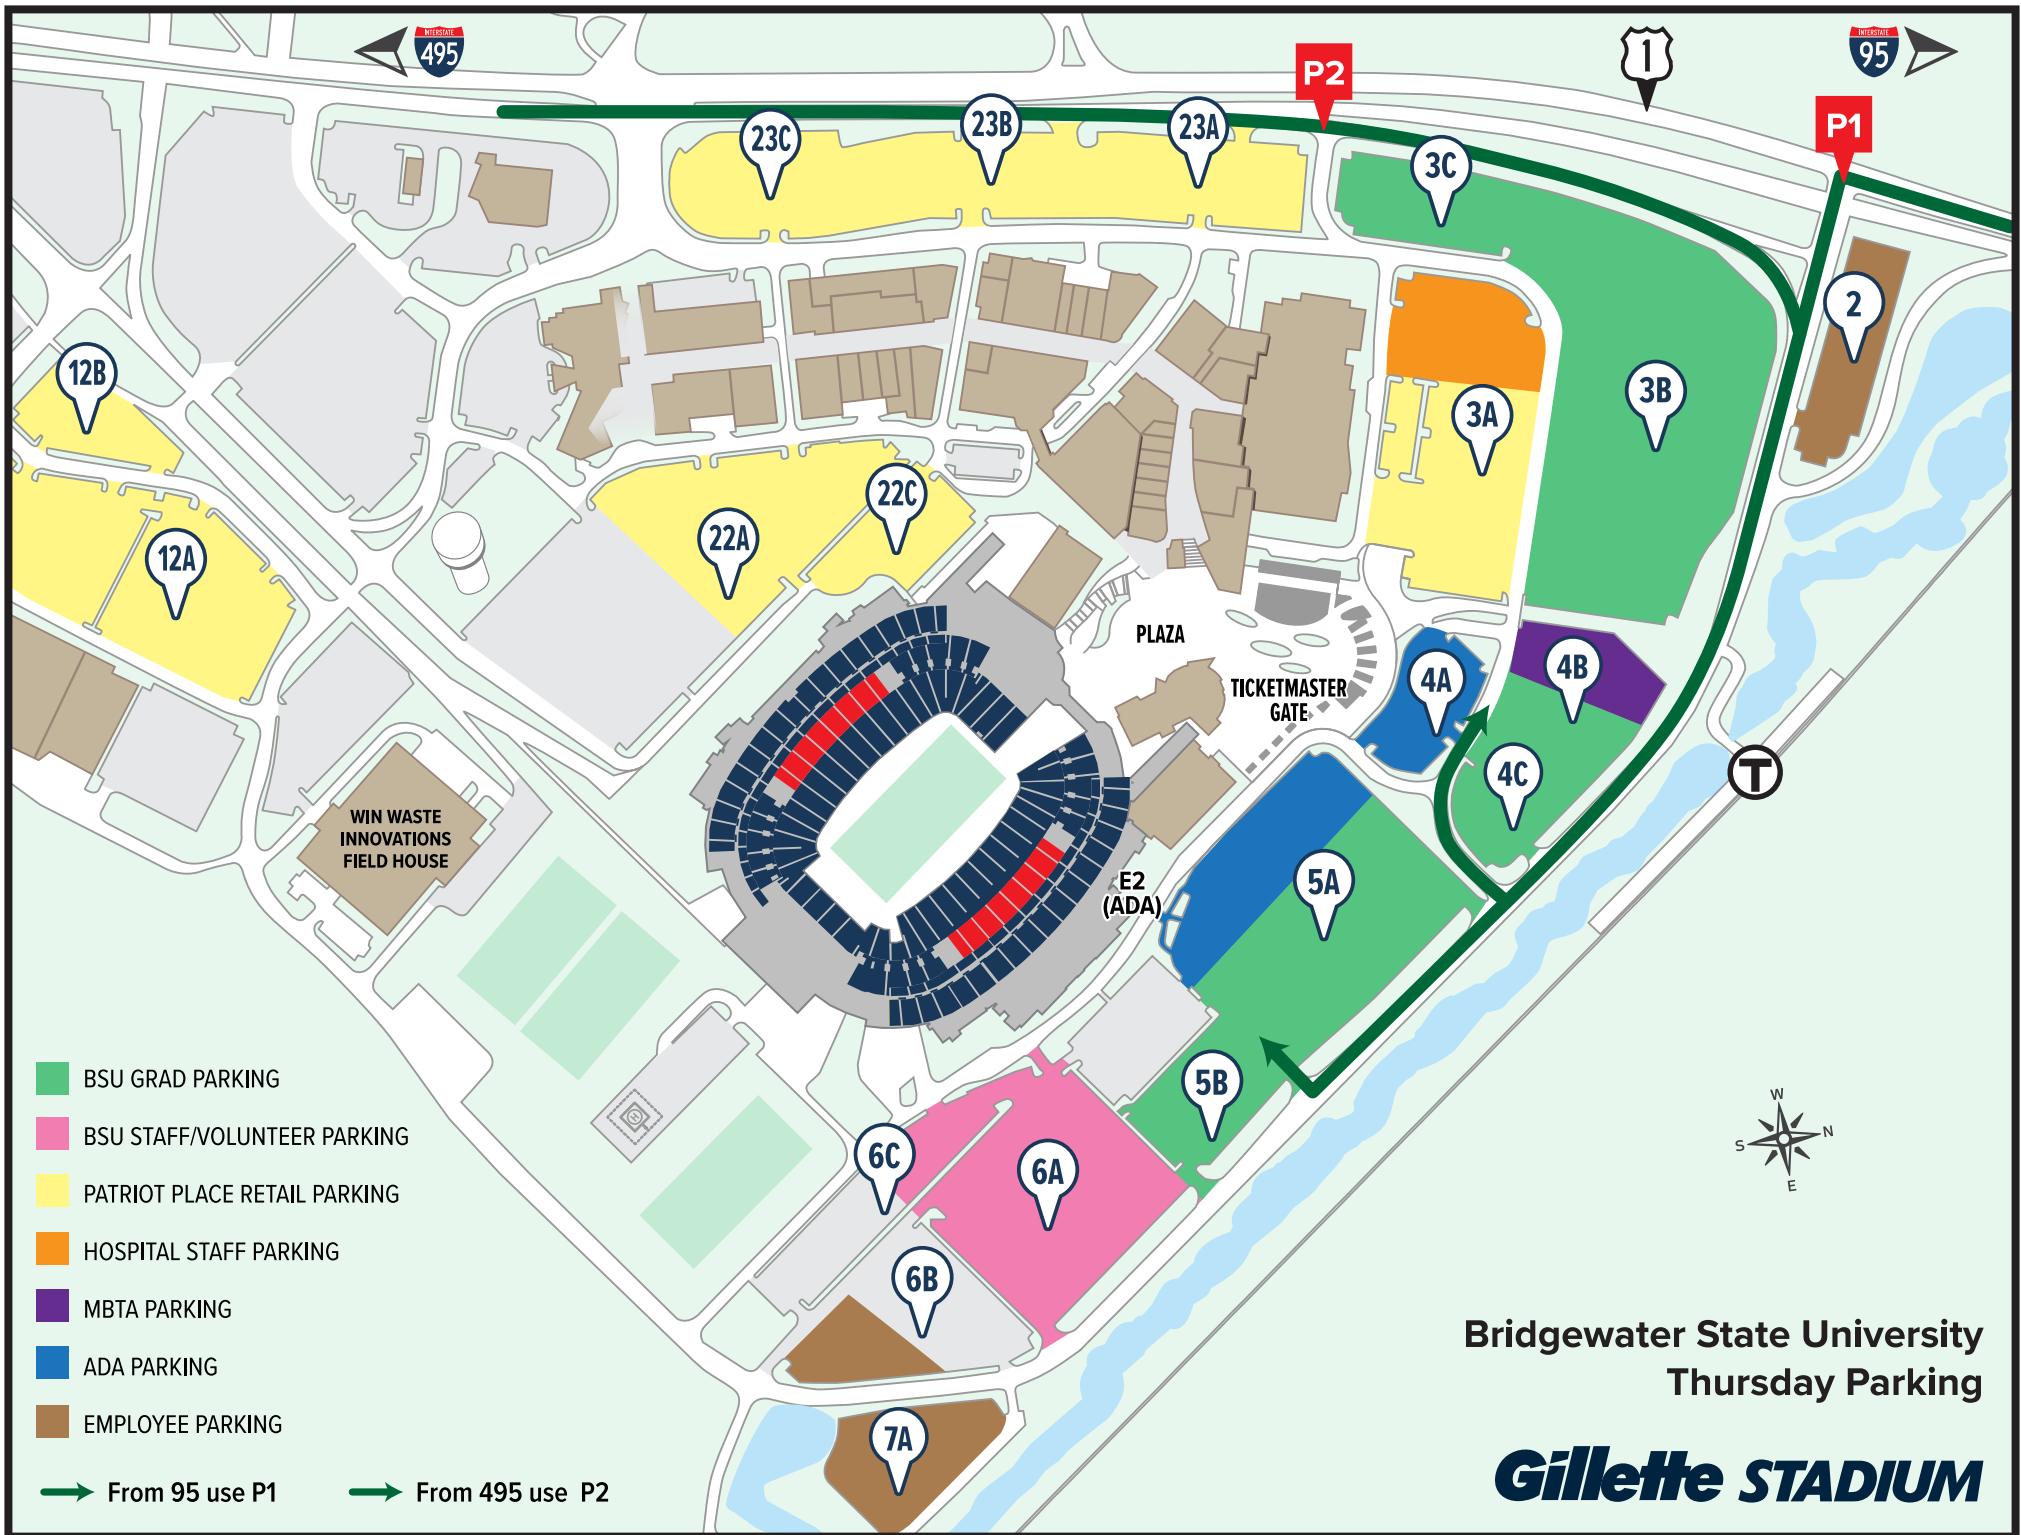 INTERSTATE
495
P2
1
INTERSTATE
95
P1
23C
23B
23A
3C
2
12B
3B
3A
22C
22A
12A
PLAZA
4B
4A
TICKETMASTER
GATE
4C
T
WIN WASTE
INNOVATIONS
FIELD HOUSE
5A
E2
(ADA)
BSU GRAD PARKING
BSU STAFF/VOLUNTEER PARKING
PATRIOT PLACE RETAIL PARKING
HOSPITAL STAFF PARKING
MBTA PARKING
ADA PARKING
EMPLOYEE PARKING
From 95 use P1
From 495 use P2
H
5B
6C
6A
6B
7A
W
S
N
E
Bridgewater State University
Thursday Parking
Gillette STADIUM